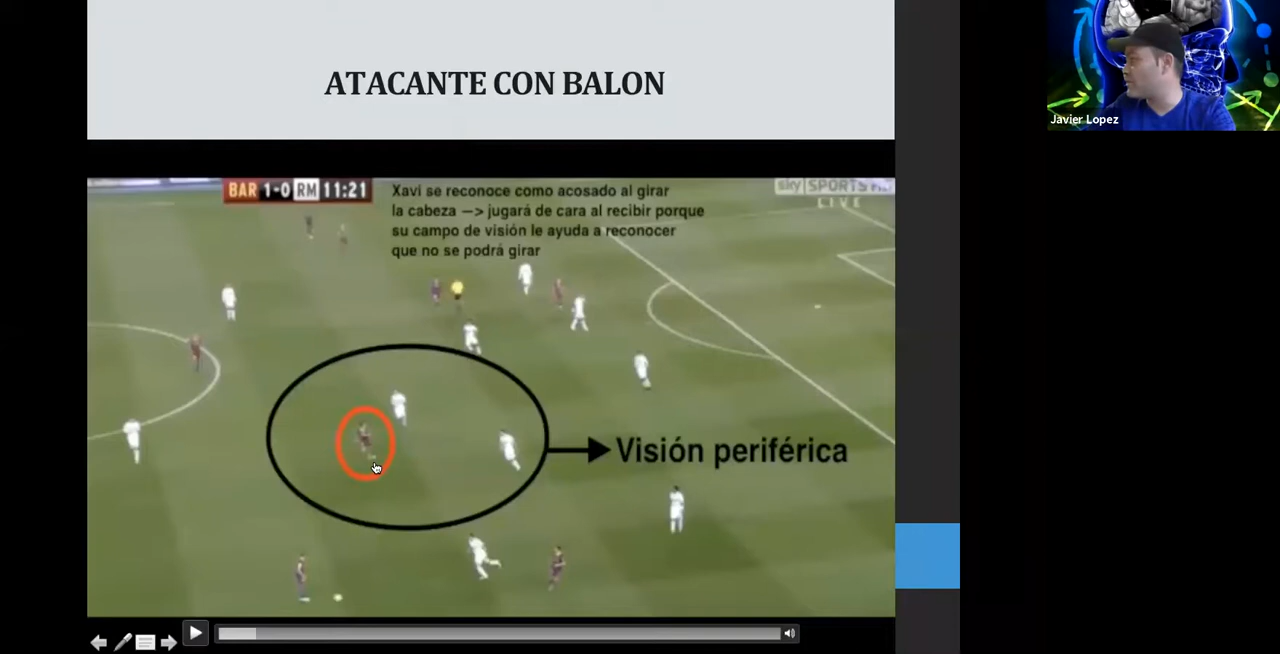 ATACANTE CON BALON
Javier Lopez
BAR 1-0 RM 11:21
Xavi se reconoce como acosado al girar
la cabeza —> jugará de cara al recibir porque
su campo de visión le ayuda a reconocer
que no se podrá girar
sky SPORTS HD
LIVE
Visión periférica